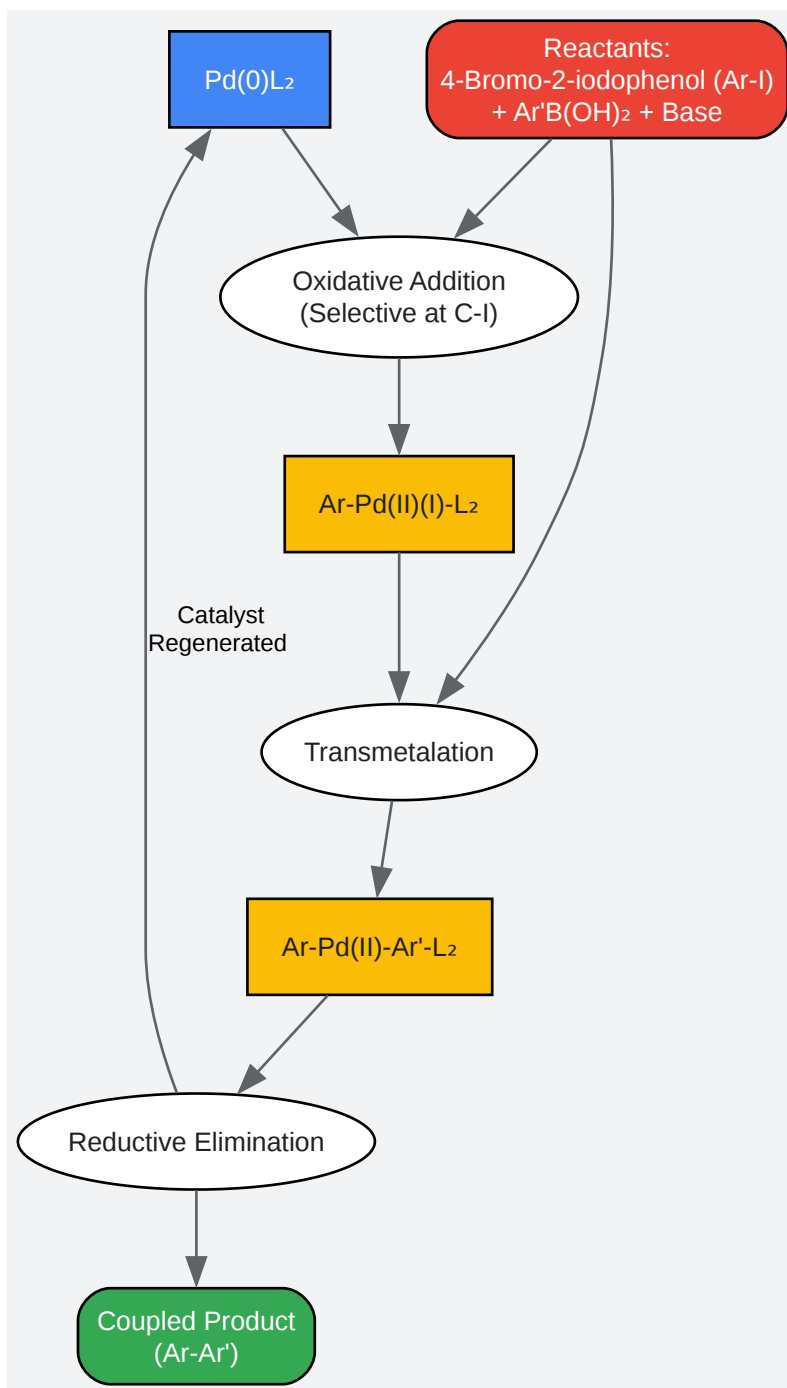 Pd(0)L₂
Reactants:
4-Bromo-2-iodophenol (Ar-I)
+ Ar'B(OH)₂ + Base
Oxidative Addition
(Selective at C-I)
Ar-Pd(II)(I)-L₂
Catalyst
Regenerated
Transmetalation
Ar-Pd(II)-Ar'-L₂
Reductive Elimination
Coupled Product
(Ar-Ar')